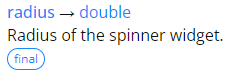 radius → double
Radius of the spinner widget.
final